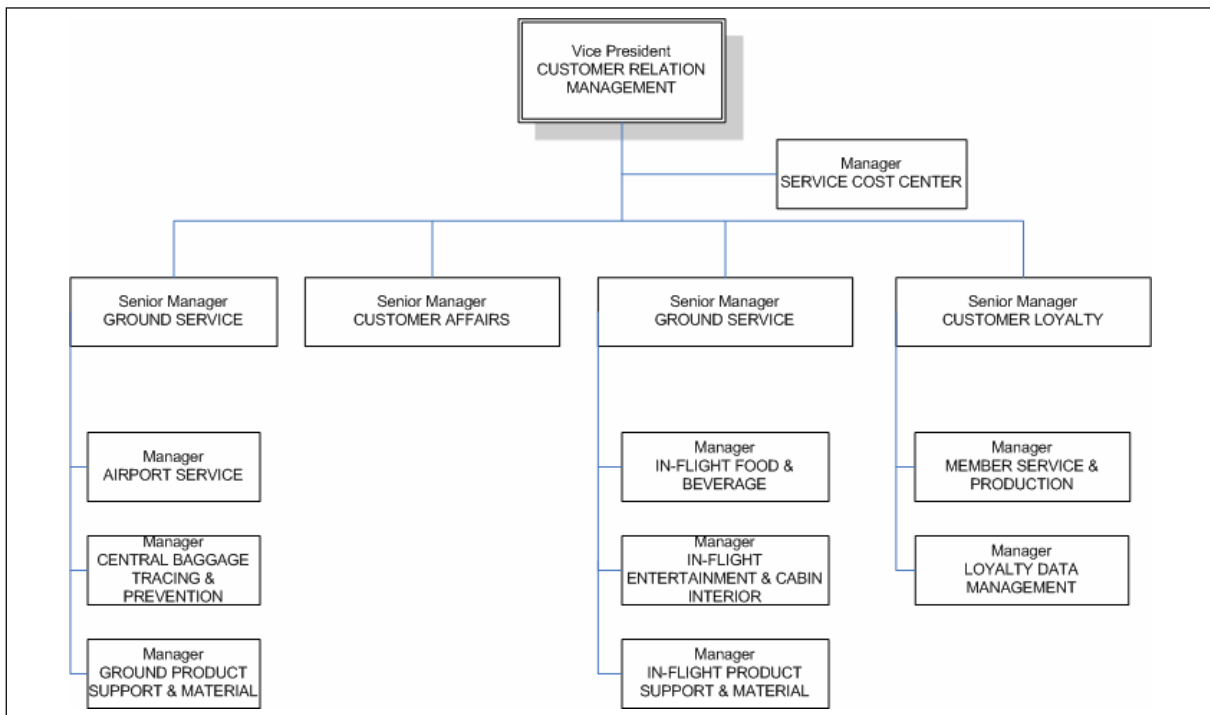 Vice President
CUSTOMER RELATION
MANAGEMENT
Manager
SERVICE COST CENTER
Senior Manager
GROUND SERVICE
Senior Manager
CUSTOMER AFFAIRS
Senior Manager
GROUND SERVICE
Senior Manager
CUSTOMER LOYALTY
Manager
AIRPORT SERVICE
Manager
CENTRAL BAGGAGE
TRACING &
PREVENTION
Manager
GROUND PRODUCT
SUPPORT & MATERIAL
Manager
IN-FLIGHT FOOD &
BEVERAGE
Manager
IN-FLIGHT
ENTERTAINMENT & CABIN
INTERIOR
Manager
IN-FLIGHT PRODUCT
SUPPORT & MATERIAL
Manager
MEMBER SERVICE &
PRODUCTION
Manager
LOYALTY DATA
MANAGEMENT